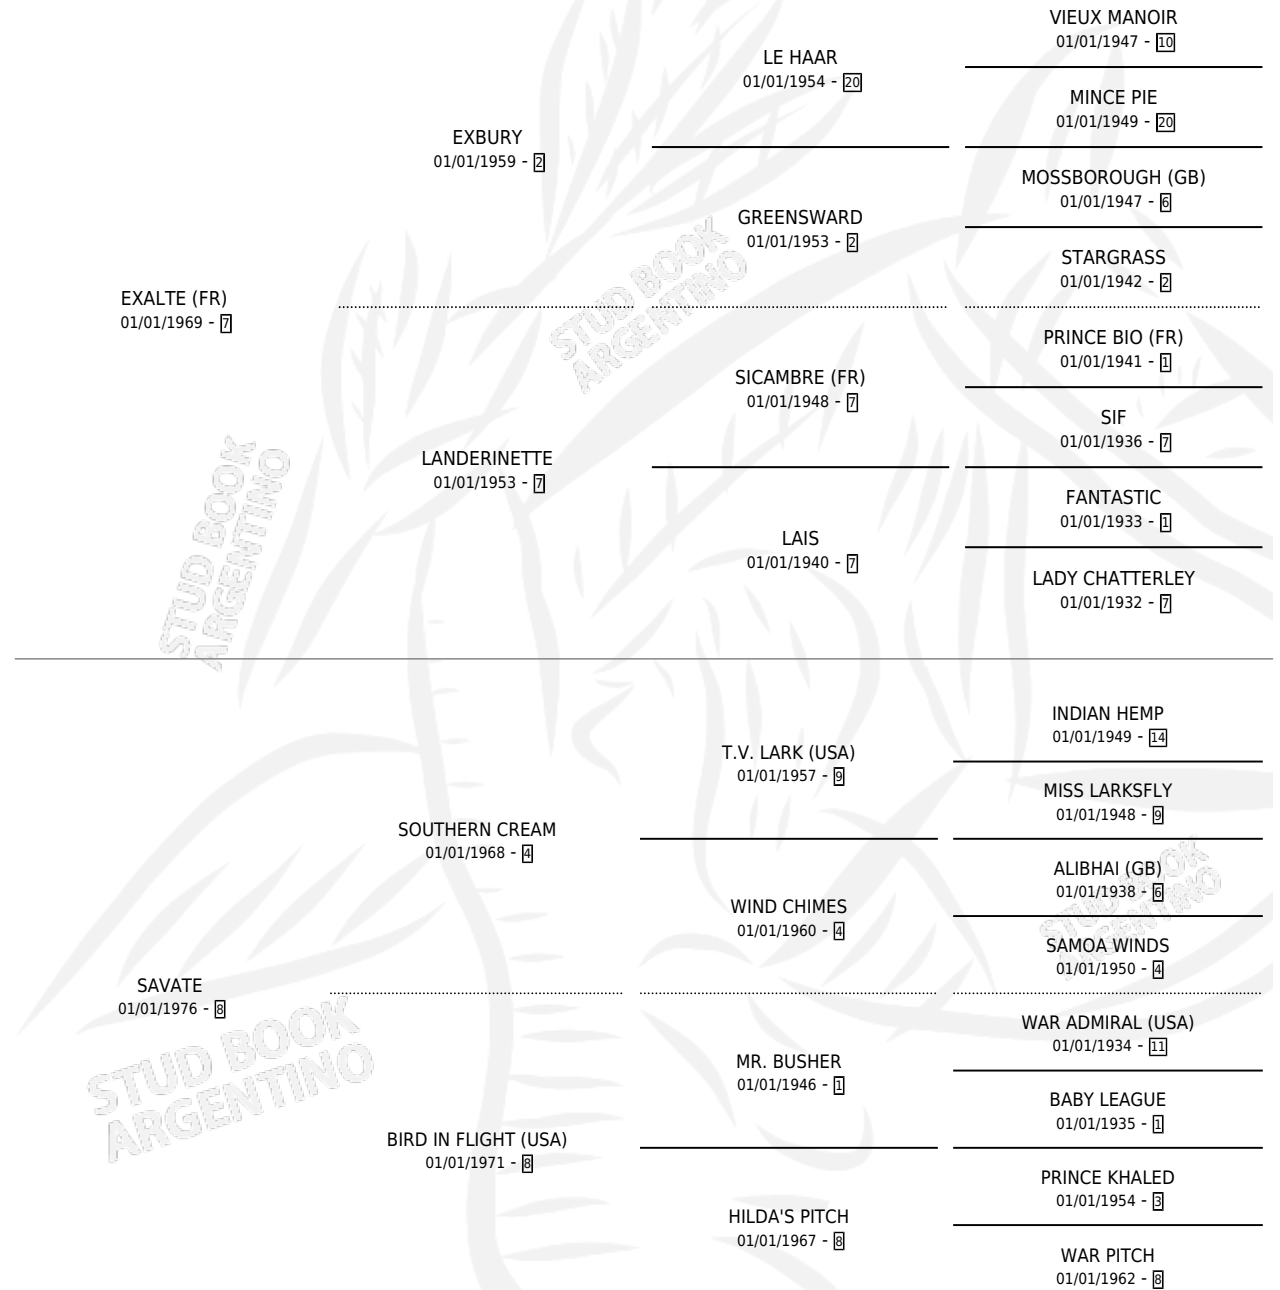 VIEUX MANOIR
01/01/1947 - 10
LE HAAR
01/01/1954 - 20
MINCE PIE
01/01/1949 - 20
EXBURY
01/01/1959 - 2
MOSSBOROUGH (GB)
01/01/1947 - 6
GREENSWARD
01/01/1953 - 2
STARGRASS
01/01/1942 - 2
EXALTE (FR)
01/01/1969 - 7
STUD BOOK
ARGENTINO
PRINCE BIO (FR)
01/01/1941 - 1
SICAMBRE (FR)
01/01/1948 - 7
SIF
01/01/1936 - 7
LANDERINETTE
01/01/1953 - 7
FANTASTIC
01/01/1933 - 1
LAIS
01/01/1940 - 7
LADY CHATTERLEY
01/01/1932 - 7
STUD BOOK
ARGENTINO
INDIAN HEMP
01/01/1949 - 14
T.V. LARK (USA)
01/01/1957 - 9
MISS LARKSFLY
01/01/1948 - 9
SOUTHERN CREAM
01/01/1968 - 4
ALIBHAI (GB)
01/01/1938 - 6
WIND CHIMES
01/01/1960 - 4
STUD BOOK
ARGENTINO
SAMOA WINDS
01/01/1950 - 4
SAVATE
01/01/1976 - 8
STUD BOOK
ARGENTINO
WAR ADMIRAL (USA)
01/01/1934 - 11
MR. BUSHER
01/01/1946 - 1
BABY LEAGUE
01/01/1935 - 1
BIRD IN FLIGHT (USA)
01/01/1971 - 8
PRINCE KHALED
01/01/1954 - 3
HILDA'S PITCH
01/01/1967 - 8
WAR PITCH
01/01/1962 - 8